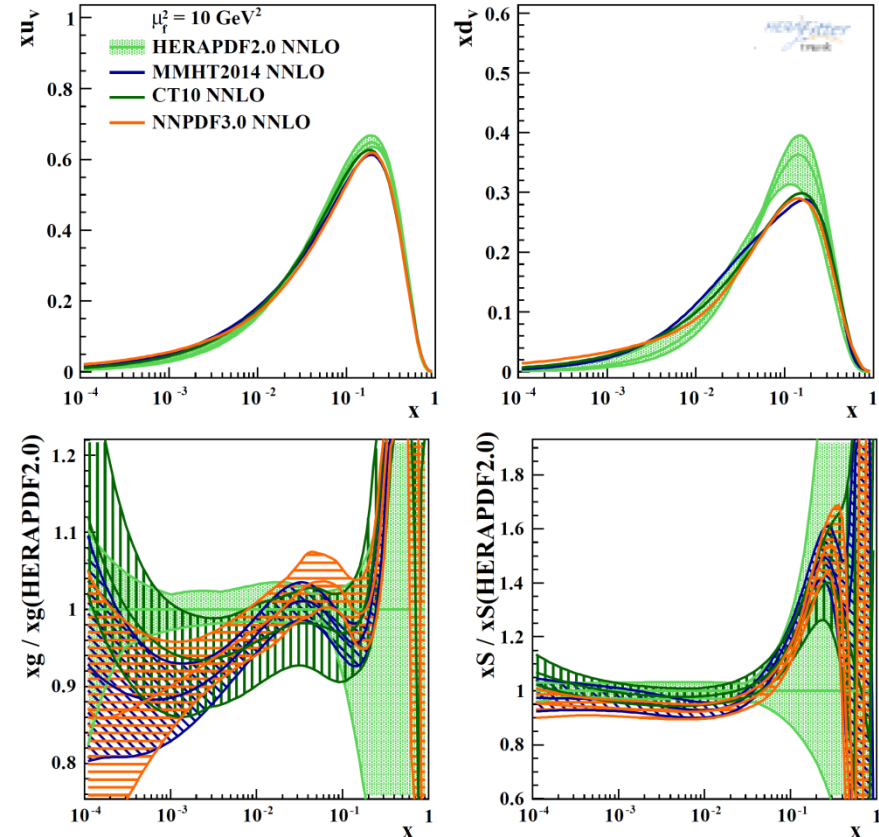 xu_v
μ_f² = 10 GeV²
HERAPDF2.0 NNLO
MMHT2014 NNLO
CT10 NNLO
NNPDF3.0 NNLO
1
0.8
0.6
0.4
0.2
0
10⁻⁴ 10⁻³ 10⁻² 10⁻¹ 1
x
xd_v
trunk
0.6
0.5
0.4
0.3
0.2
0.1
0
10⁻⁴ 10⁻³ 10⁻² 10⁻¹ 1
x
xg / xg(HERAPDF2.0)
1.2
1.1
1
0.9
0.8
10⁻⁴ 10⁻³ 10⁻² 10⁻¹ 1
x
xS / xS(HERAPDF2.0)
1.8
1.6
1.4
1.2
1
0.8
0.6
10⁻⁴ 10⁻³ 10⁻² 10⁻¹ 1
x